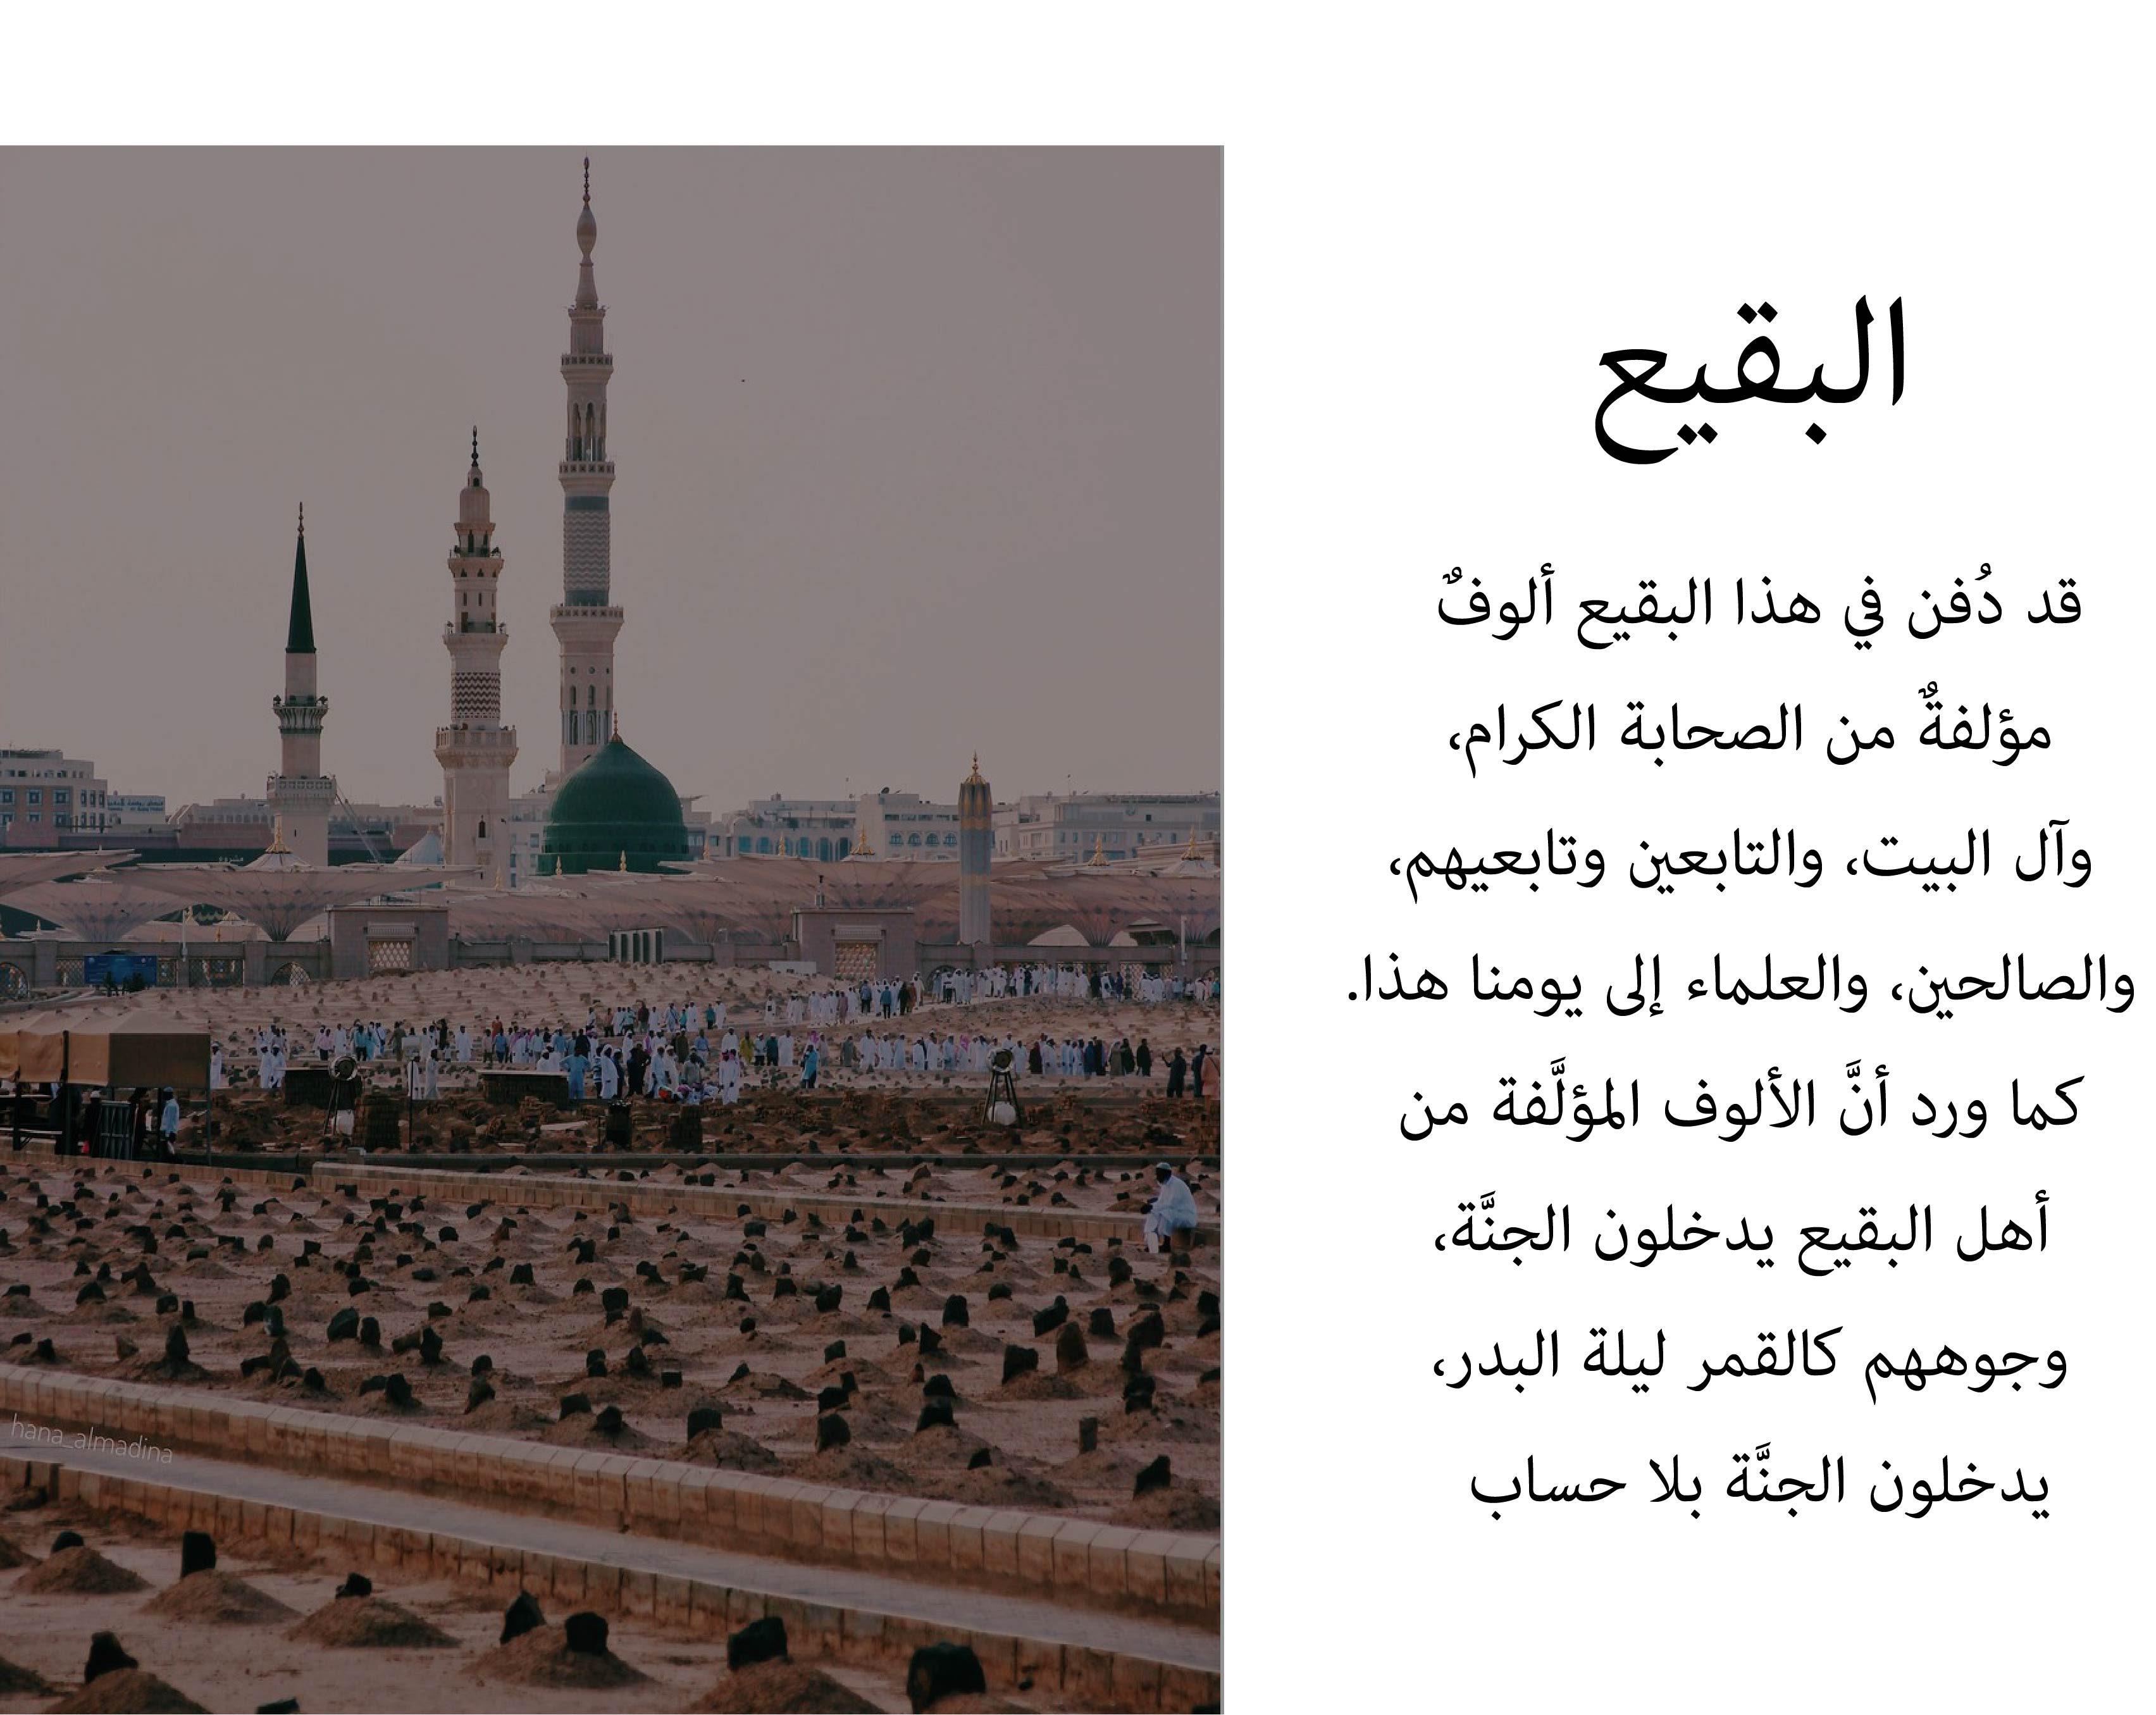 البقيع
قد دُفن في هذا البقيع ألوفٌ
مؤلفةٌ من الصحابة الكرام،
وآل البيت، والتابعين وتابعيهم،
والصالحين، والعلماء إلى يومنا هذا.
كما ورد أنَّ الألوف المؤلَّفة من
أهل البقيع يدخلون الجنَّة،
وجوههم كالقمر ليلة البدر،
يدخلون الجنَّة بلا حساب
hana_almadina